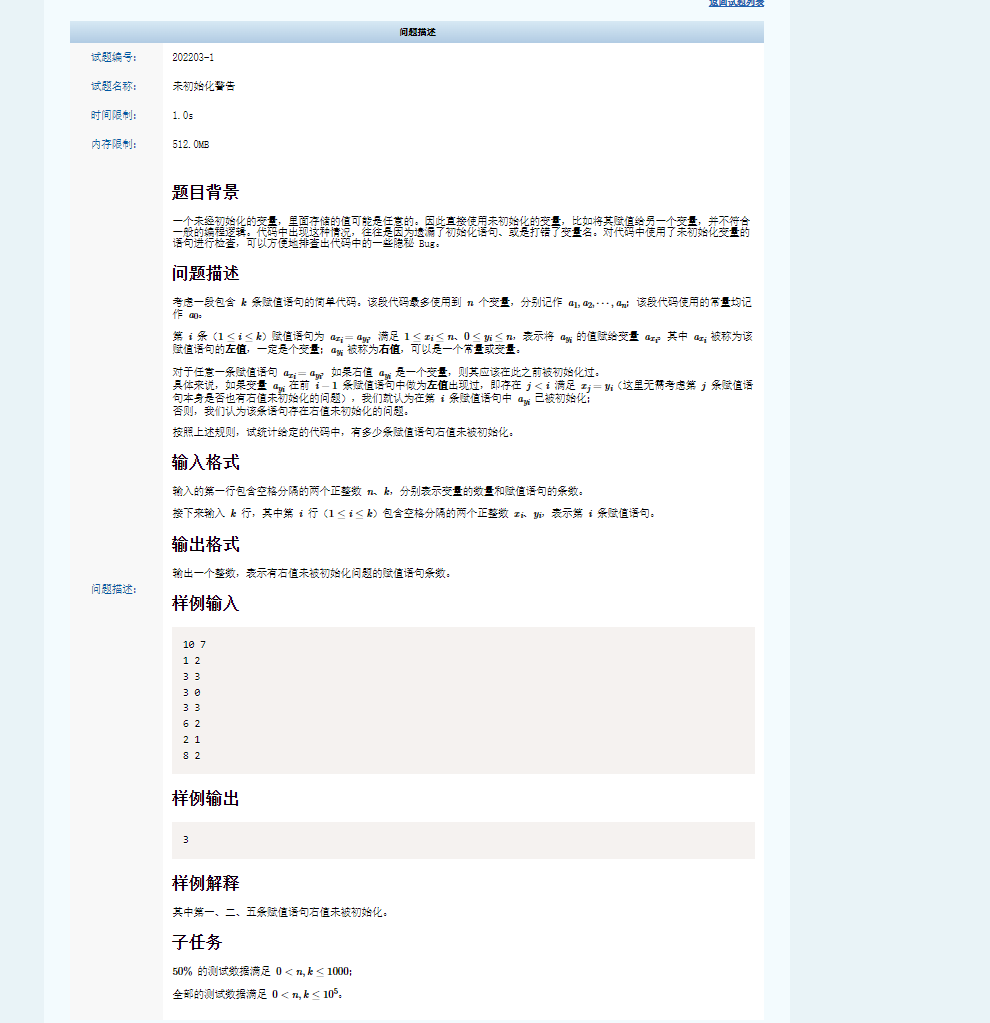 返回试题列表
问题描述
试题编号： 202203-1
试题名称： 未初始化警告
时间限制： 1.0s
内存限制： 512.0MB
题目背景
一个未经初始化的变量，里面存储的值可能是任意的。因此直接使用未初始化的变量，比如将其赋值给另一个变量，并不符合
一般的编程逻辑。代码中出现这种情况，往往是因为遗漏了初始化语句、或是打错了变量名。对代码中使用了未初始化变量的
语句进行检查，可以方便地排查出代码中的一些隐秘 Bug。
问题描述
考虑一段包含 k 条赋值语句的简单代码。该段代码最多使用到 n 个变量，分别记作 a₁, a₂, ⋯, aₙ；该段代码使用的常量均记
作 a₀。
第 i 条（1 ≤ i ≤ k）赋值语句为 a_{x_i} = a_{y_i}，满足 1 ≤ x_i ≤ n、0 ≤ y_i ≤ n，表示将 a_{y_i} 的值赋给变量 a_{x_i}。其中 a_{x_i} 被称为该
赋值语句的左值，一定是个变量；a_{y_i} 被称为右值，可以是一个常量或变量。
对于任意一条赋值语句 a_{x_i} = a_{y_i}，如果右值 a_{y_i} 是一个变量，则其应该在此之前被初始化过。
具体来说，如果变量 a_{y_i} 在前 i − 1 条赋值语句中做为左值出现过，即存在 j < i 满足 x_j = y_i（这里无需考虑第 j 条赋值语
句本身是否也有右值未初始化的问题），我们就认为在第 i 条赋值语句中 a_{y_i} 已被初始化；
否则，我们认为该条语句存在右值未初始化的问题。
按照上述规则，试统计给定的代码中，有多少条赋值语句右值未被初始化。
输入格式
输入的第一行包含空格分隔的两个正整数 n、k，分别表示变量的数量和赋值语句的条数。
接下来输入 k 行，其中第 i 行（1 ≤ i ≤ k）包含空格分隔的两个正整数 x_i、y_i，表示第 i 条赋值语句。
输出格式
输出一个整数，表示有右值未被初始化问题的赋值语句条数。
问题描述：
样例输入
10 7
1 2
3 3
3 0
3 3
6 2
2 1
8 2
样例输出
3
样例解释
其中第一、二、五条赋值语句右值未被初始化。
子任务
50% 的测试数据满足 0 < n, k ≤ 1000；
全部的测试数据满足 0 < n, k ≤ 10⁵。